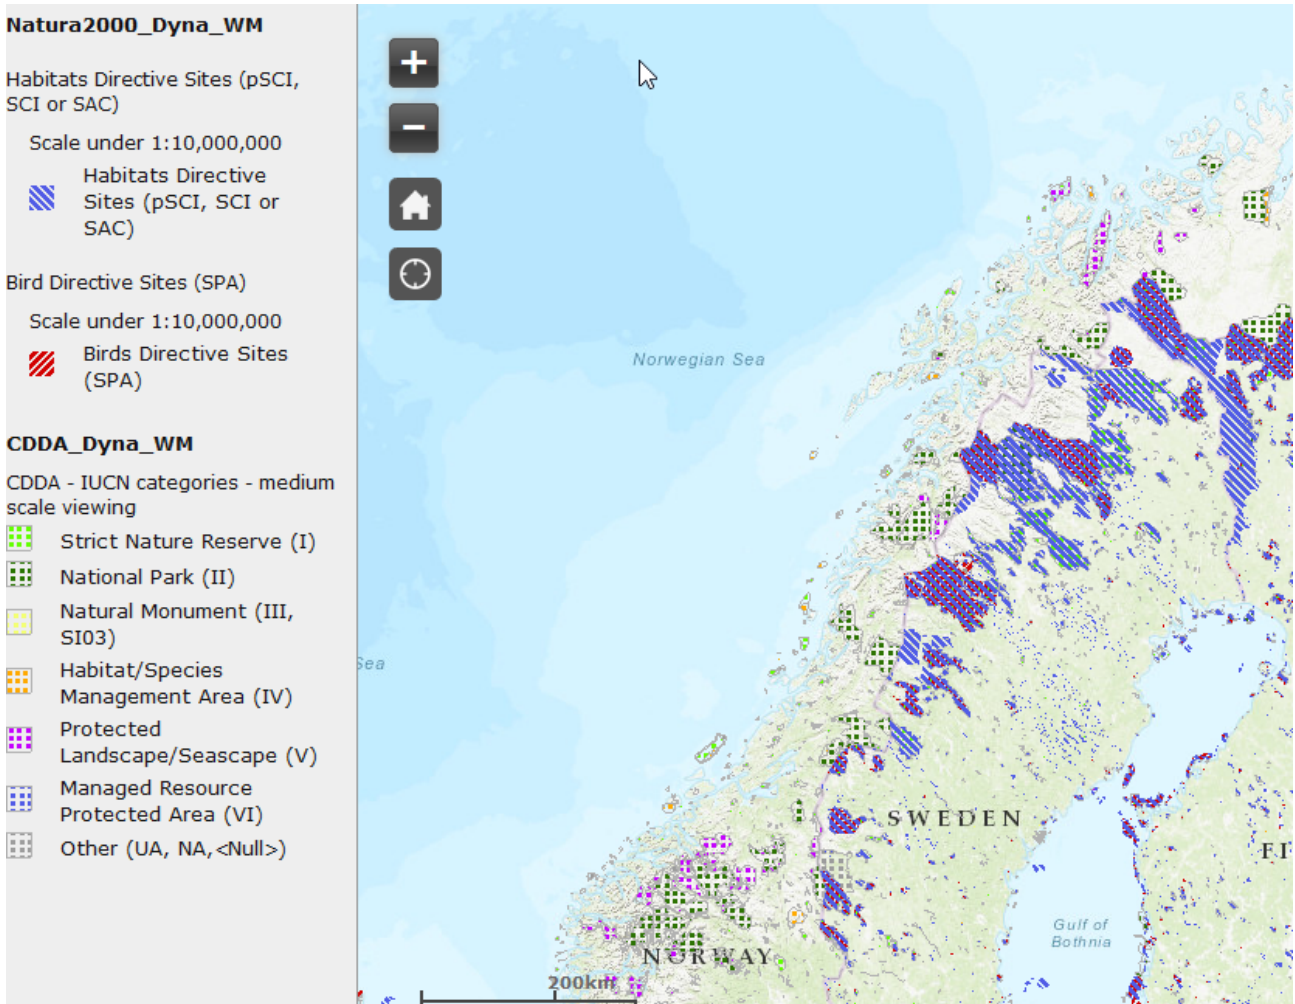 Natura2000_Dyna_WM
Habitats Directive Sites (pSCI,
SCI or SAC)
Scale under 1:10,000,000
Habitats Directive
Sites (pSCI, SCI or
SAC)
Bird Directive Sites (SPA)
Scale under 1:10,000,000
Birds Directive Sites
(SPA)
CDDA_Dyna_WM
CDDA - IUCN categories - medium
scale viewing
Strict Nature Reserve (I)
National Park (II)
Natural Monument (III,
SI03)
Habitat/Species
Management Area (IV)
Protected
Landscape/Seascape (V)
Managed Resource
Protected Area (VI)
Other (UA, NA,<Null>)
+
−
Norwegian Sea
Sea
SWEDEN
FI
Gulf of
Bothnia
NORWAY
200km